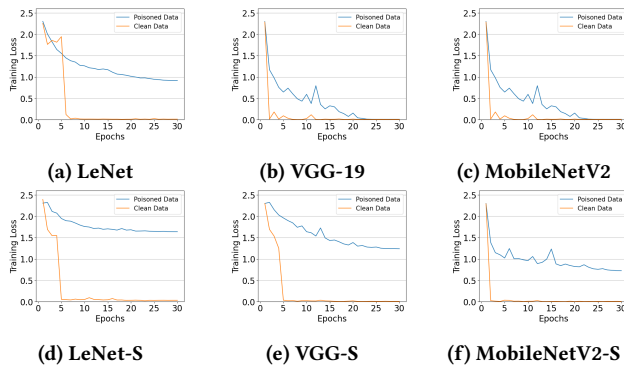 2.5
2.0
1.5
1.0
0.5
0.0
Training Loss
Poisoned Data
Clean Data
0 5 10 15 20 25 30
Epochs
(a) LeNet
2.5
2.0
1.5
1.0
0.5
0.0
Training Loss
Poisoned Data
Clean Data
0 5 10 15 20 25 30
Epochs
(b) VGG-19
2.5
2.0
1.5
1.0
0.5
0.0
Training Loss
Poisoned Data
Clean Data
0 5 10 15 20 25 30
Epochs
(c) MobileNetV2
2.5
2.0
1.5
1.0
0.5
0.0
Training Loss
Poisoned Data
Clean Data
0 5 10 15 20 25 30
Epochs
(d) LeNet-S
2.5
2.0
1.5
1.0
0.5
0.0
Training Loss
Poisoned Data
Clean Data
0 5 10 15 20 25 30
Epochs
(e) VGG-S
2.5
2.0
1.5
1.0
0.5
0.0
Training Loss
Poisoned Data
Clean Data
0 5 10 15 20 25 30
Epochs
(f) MobileNetV2-S